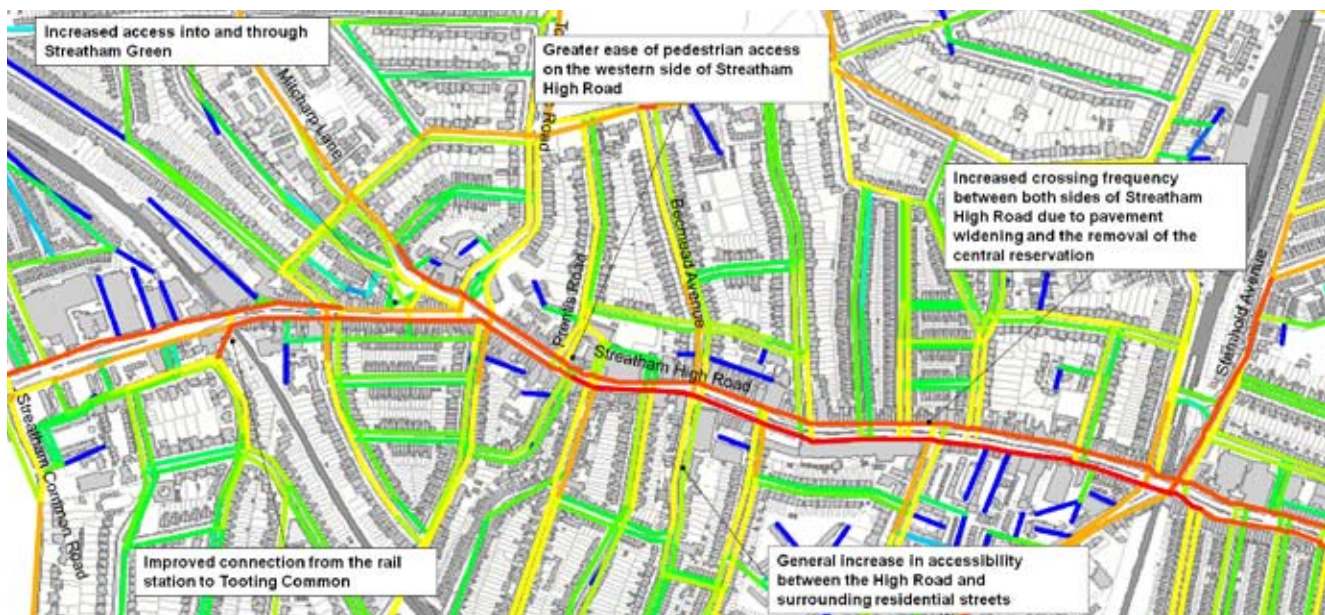 Increased access into and through
Streatham Green
Greater ease of pedestrian access
on the western side of Streatham
High Road
Mitcham Lane
Road
Increased crossing frequency
between both sides of Streatham
High Road due to pavement
widening and the removal of the
central reservation
Becmead Avenue
Prentis Road
Streatham High Road
Streatham Common Road
Improved connection from the rail
station to Tooting Common
General increase in accessibility
between the High Road and
surrounding residential streets